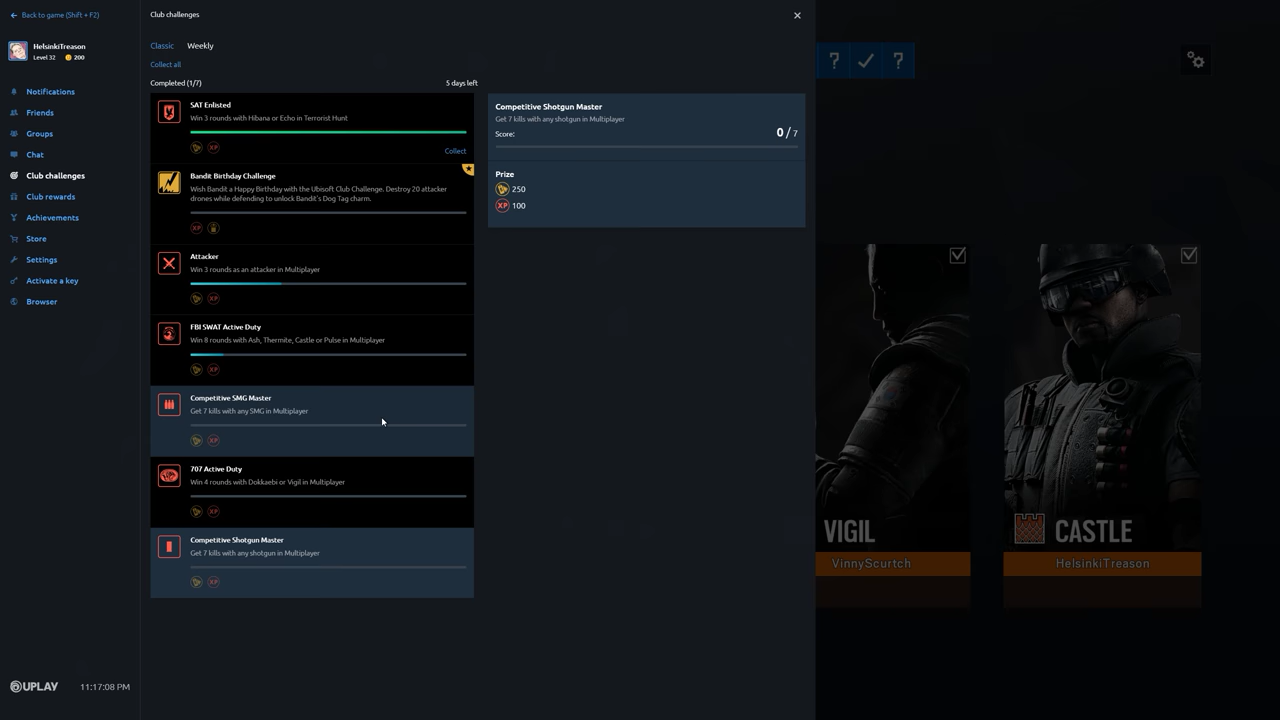 Back to game (Shift + F2)
HelsinkiTreason
Level 32 200
Notifications
Friends
Groups
Chat
Club challenges
Club rewards
Achievements
Store
Settings
Activate a key
Browser
UPLAY 11:17:08 PM
Club challenges
Classic Weekly
Collect all
Completed (1/7) 5 days left
SAT Enlisted
Win 3 rounds with Hibana or Echo in Terrorist Hunt
XP
Collect
Bandit Birthday Challenge
Wish Bandit a Happy Birthday with the Ubisoft Club Challenge. Destroy 20 attacker
drones while defending to unlock Bandit's Dog Tag charm.
XP
Attacker
Win 3 rounds as an attacker in Multiplayer
XP
FBI SWAT Active Duty
Win 8 rounds with Ash, Thermite, Castle or Pulse in Multiplayer
XP
Competitive SMG Master
Get 7 kills with any SMG in Multiplayer
XP
707 Active Duty
Win 4 rounds with Dokkaebi or Vigil in Multiplayer
XP
Competitive Shotgun Master
Get 7 kills with any shotgun in Multiplayer
XP
Competitive Shotgun Master
Get 7 kills with any shotgun in Multiplayer
Score: 0 / 7
Prize
250
XP 100
? ?
VIGIL
VinnyScurtch
CASTLE
HelsinkiTreason